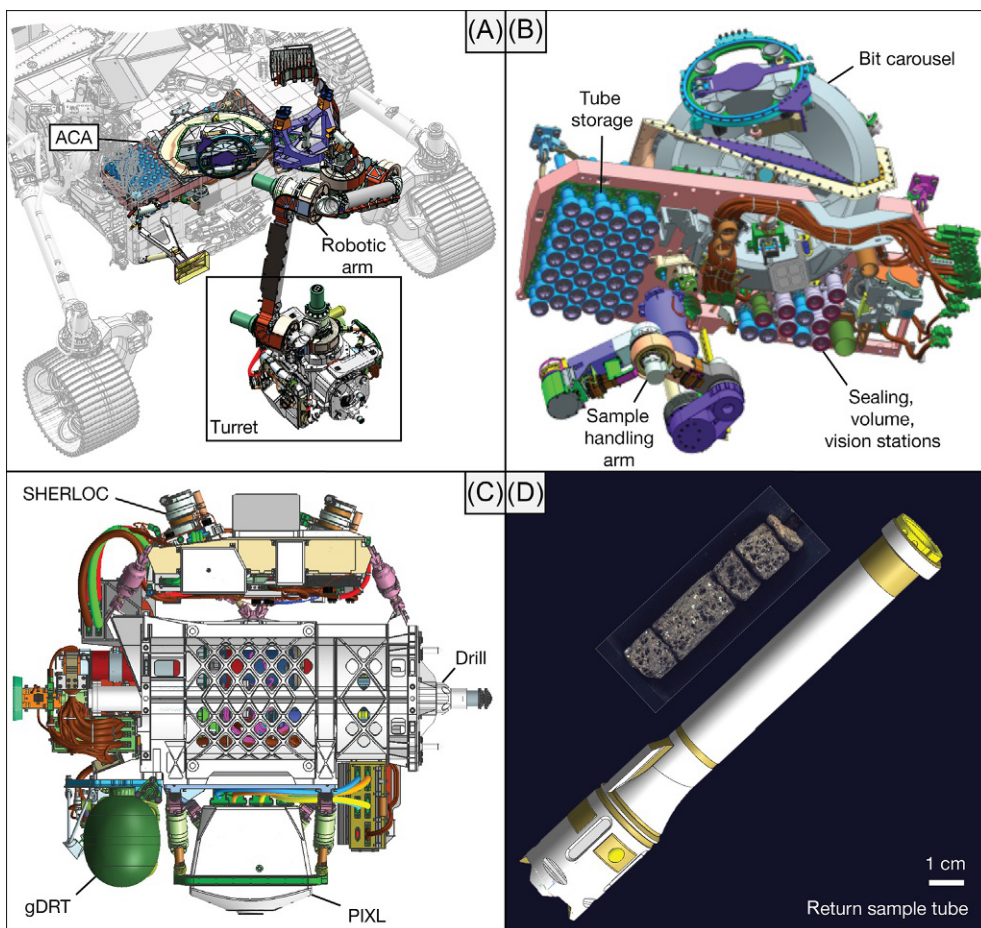 (A)
ACA
Robotic
arm
Turret
(B)
Bit carousel
Tube
storage
Sample
handling
arm
Sealing,
volume,
vision stations
(C)
SHERLOC
Drill
gDRT
PIXL
(D)
1 cm
Return sample tube